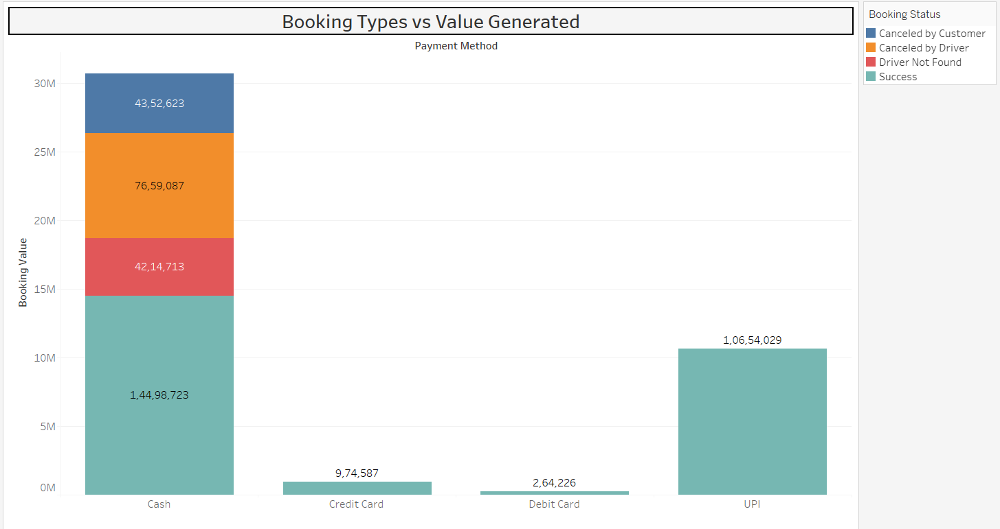 Booking Types vs Value Generated
Payment Method
Booking Status
Canceled by Customer
Canceled by Driver
Driver Not Found
Success
Booking Value
30M
25M
20M
15M
10M
5M
0M
43,52,623
76,59,087
42,14,713
1,44,98,723
9,74,587
2,64,226
1,06,54,029
Cash
Credit Card
Debit Card
UPI